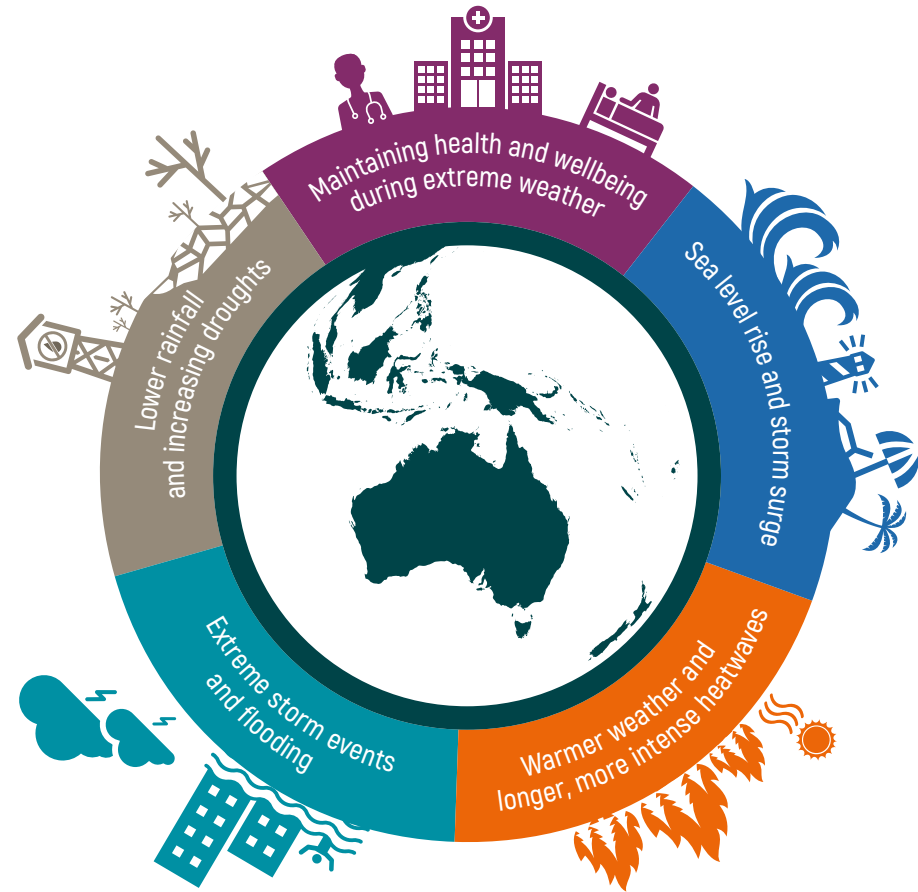 Maintaining health and wellbeing
during extreme weather
Sea level rise and storm surge
Warmer weather and
longer, more intense heatwaves
Extreme storm events
and flooding
Lower rainfall
and increasing droughts